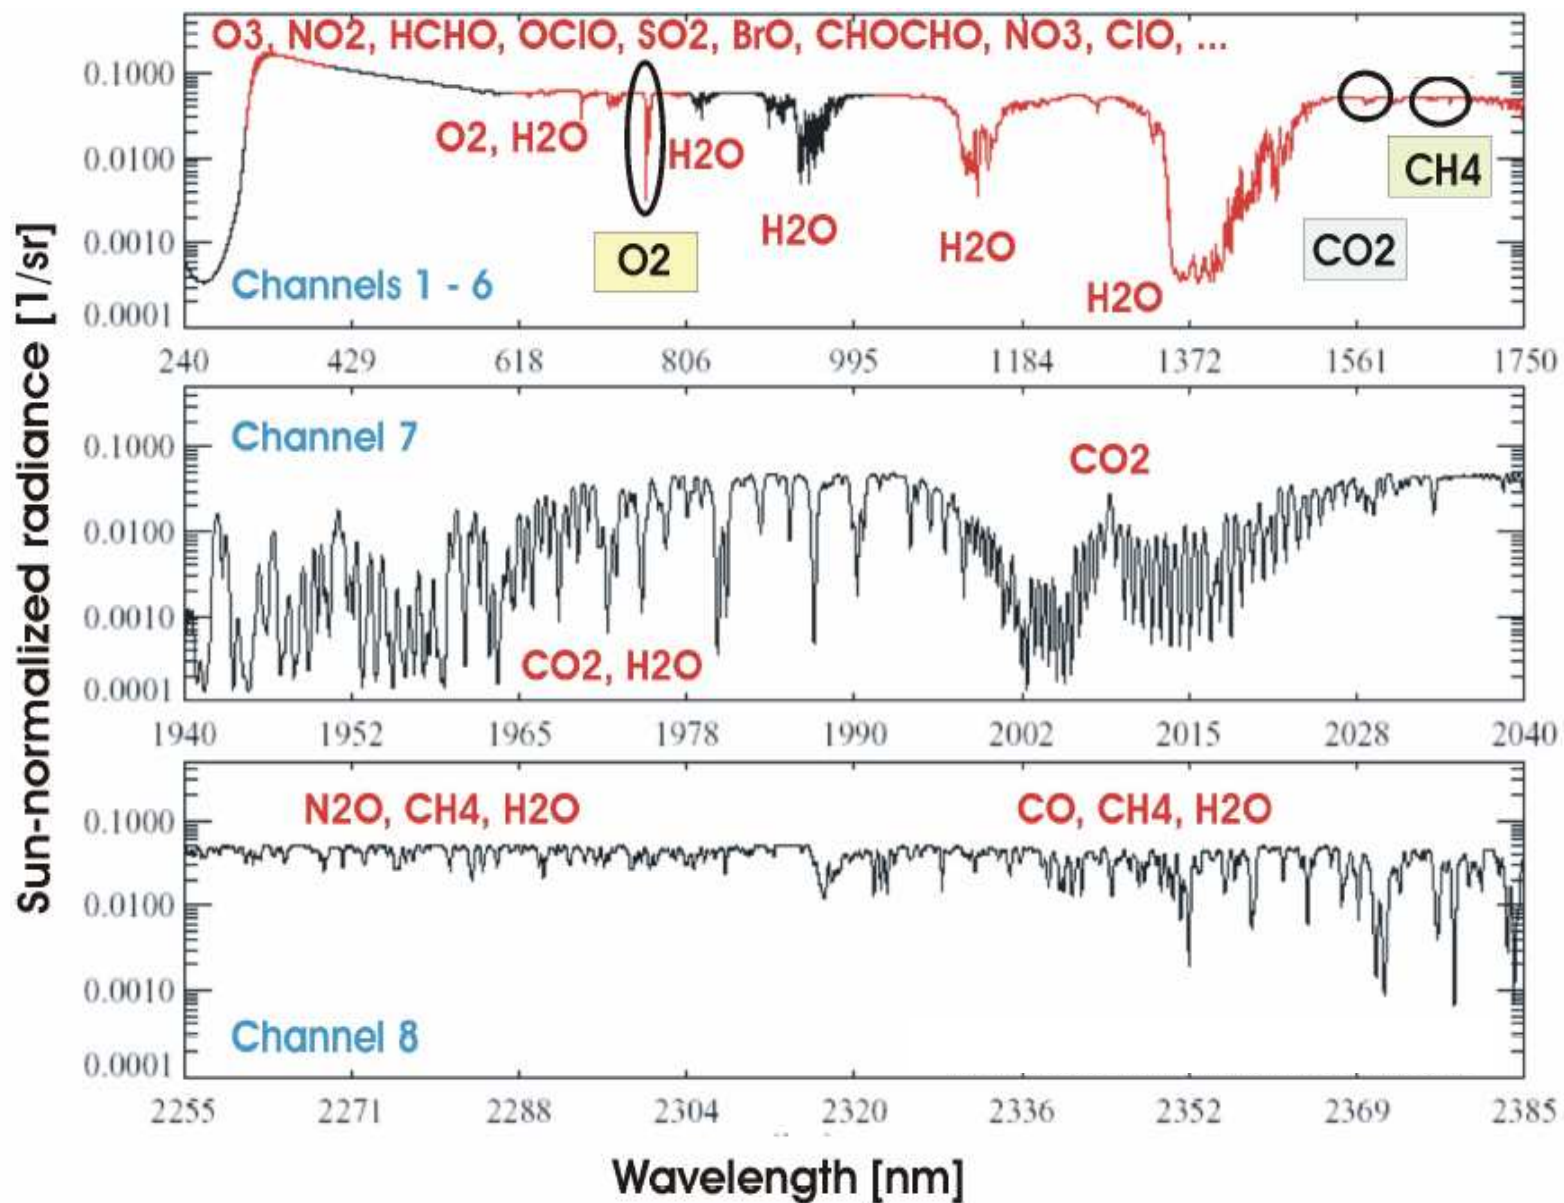 Sun-normalized radiance [1/sr]
O3, NO2, HCHO, OClO, SO2, BrO, CHOCHO, NO3, ClO, ...
0.1000
0.0100
0.0010
0.0001
O2, H2O
H2O
O2
H2O
H2O
H2O
CO2
CH4
Channels 1 - 6
240 429 618 806 995 1184 1372 1561 1750
Channel 7
0.1000
0.0100
0.0010
0.0001
CO2
CO2, H2O
1940 1952 1965 1978 1990 2002 2015 2028 2040
N2O, CH4, H2O
CO, CH4, H2O
0.1000
0.0100
0.0010
0.0001
Channel 8
2255 2271 2288 2304 2320 2336 2352 2369 2385
Wavelength [nm]